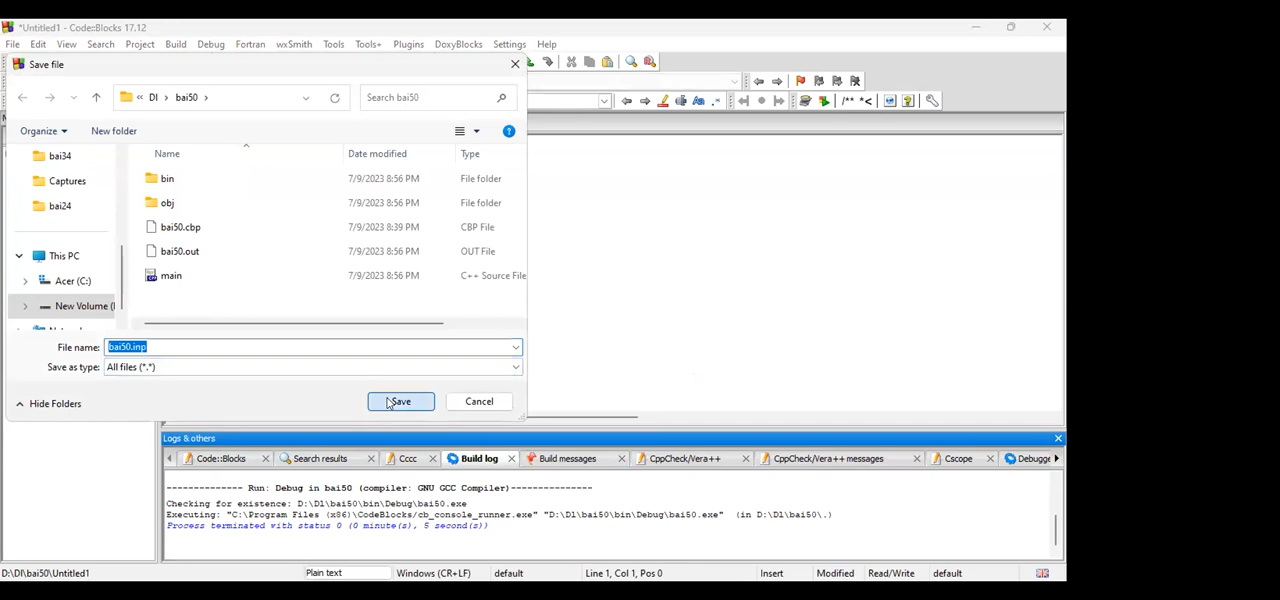 *Untitled1 - Code::Blocks 17.12
File Edit View Search Project Build Debug Fortran wxSmith Tools Tools+ Plugins DoxyBlocks Settings Help
Save file
« DI › bai50 ›
Search bai50
Organize New folder
Name Date modified Type
bai34
Captures
bai24
This PC
Acer (C:)
New Volume (
bin 7/9/2023 8:56 PM File folder
obj 7/9/2023 8:56 PM File folder
bai50.cbp 7/9/2023 8:39 PM CBP File
bai50.out 7/9/2023 8:56 PM OUT File
main 7/9/2023 8:56 PM C++ Source File
File name: bai50.inp
Save as type: All files (*.*)
Hide Folders Save Cancel
Logs & others
Code::Blocks Search results Cccc Build log Build messages CppCheck/Vera++ CppCheck/Vera++ messages Cscope Debugge
-------------- Run: Debug in bai50 (compiler: GNU GCC Compiler)---------------
Checking for existence: D:\DI\bai50\bin\Debug\bai50.exe
Executing: "C:\Program Files (x86)\CodeBlocks/cb_console_runner.exe" "D:\DI\bai50\bin\Debug\bai50.exe" (in D:\DI\bai50\.)
Process terminated with status 0 (0 minute(s), 5 second(s))
D:\DI\bai50\Untitled1 Plain text Windows (CR+LF) default Line 1, Col 1, Pos 0 Insert Modified Read/Write default